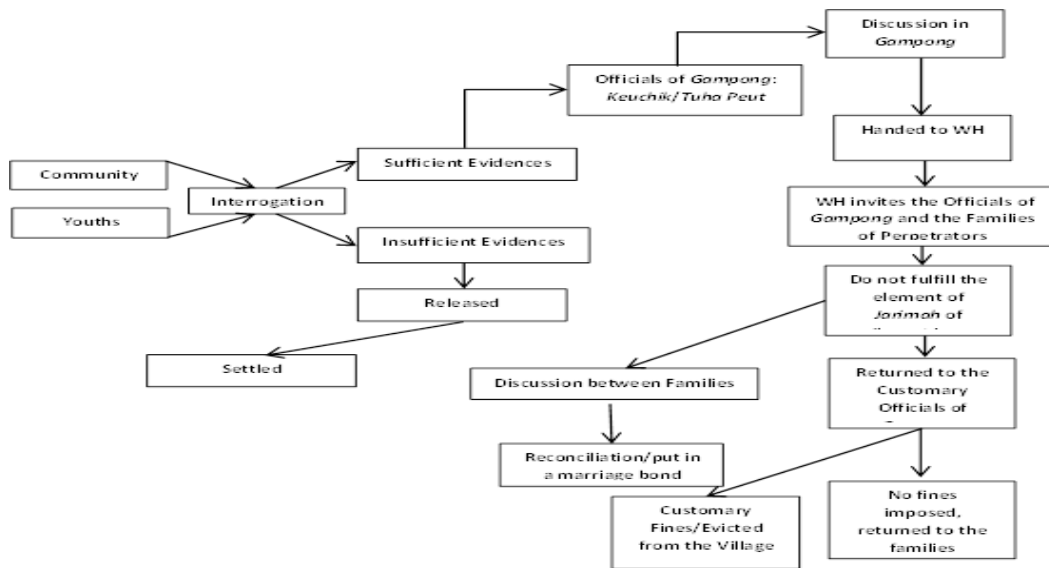 Discussion in
Gampong
Officials of Gampong:
Keuchik/Tuha Peut
Handed to WH
Sufficient Evidences
Community
Interrogation
Youths
WH invites the Officials of
Gampong and the Families
of Perpetrators
Insufficient Evidences
Released
Do not fulfill the
element of
Jarimah of
Settled
Discussion between Families
Returned to the
Customary
Officials of
Reconciliation/put in
a marriage bond
Customary
Fines/Evicted
from the Village
No fines
imposed,
returned to the
families